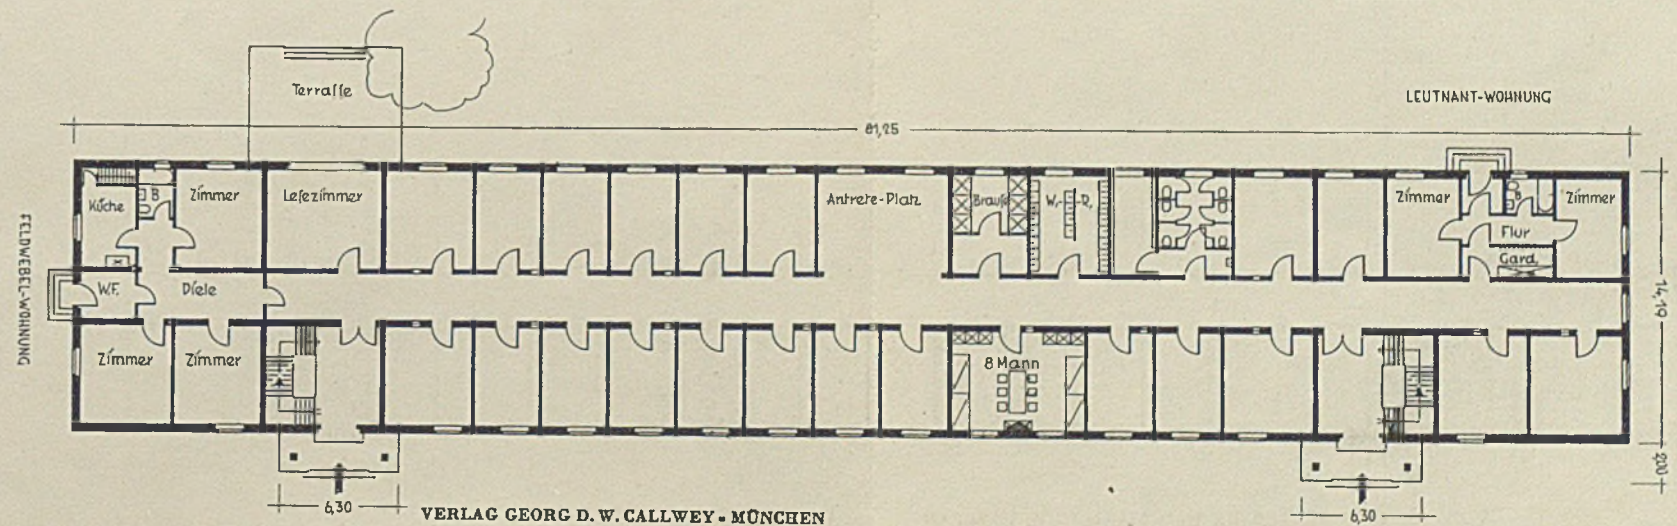 Terrasse
LEUTNANT-WOHNUNG
81,25
Küche
B
Zimmer
Lesezimmer
Antrete-Platz
Brause
W.-R.
Zimmer
B
Zimmer
Flur
Gard.
FELDWEBEL-WOHNUNG
W.F.
Diele
14,19
Zimmer
Zimmer
8 Mann
2,00
6,30
VERLAG GEORG D. W. CALLWEY - MÜNCHEN
6,30